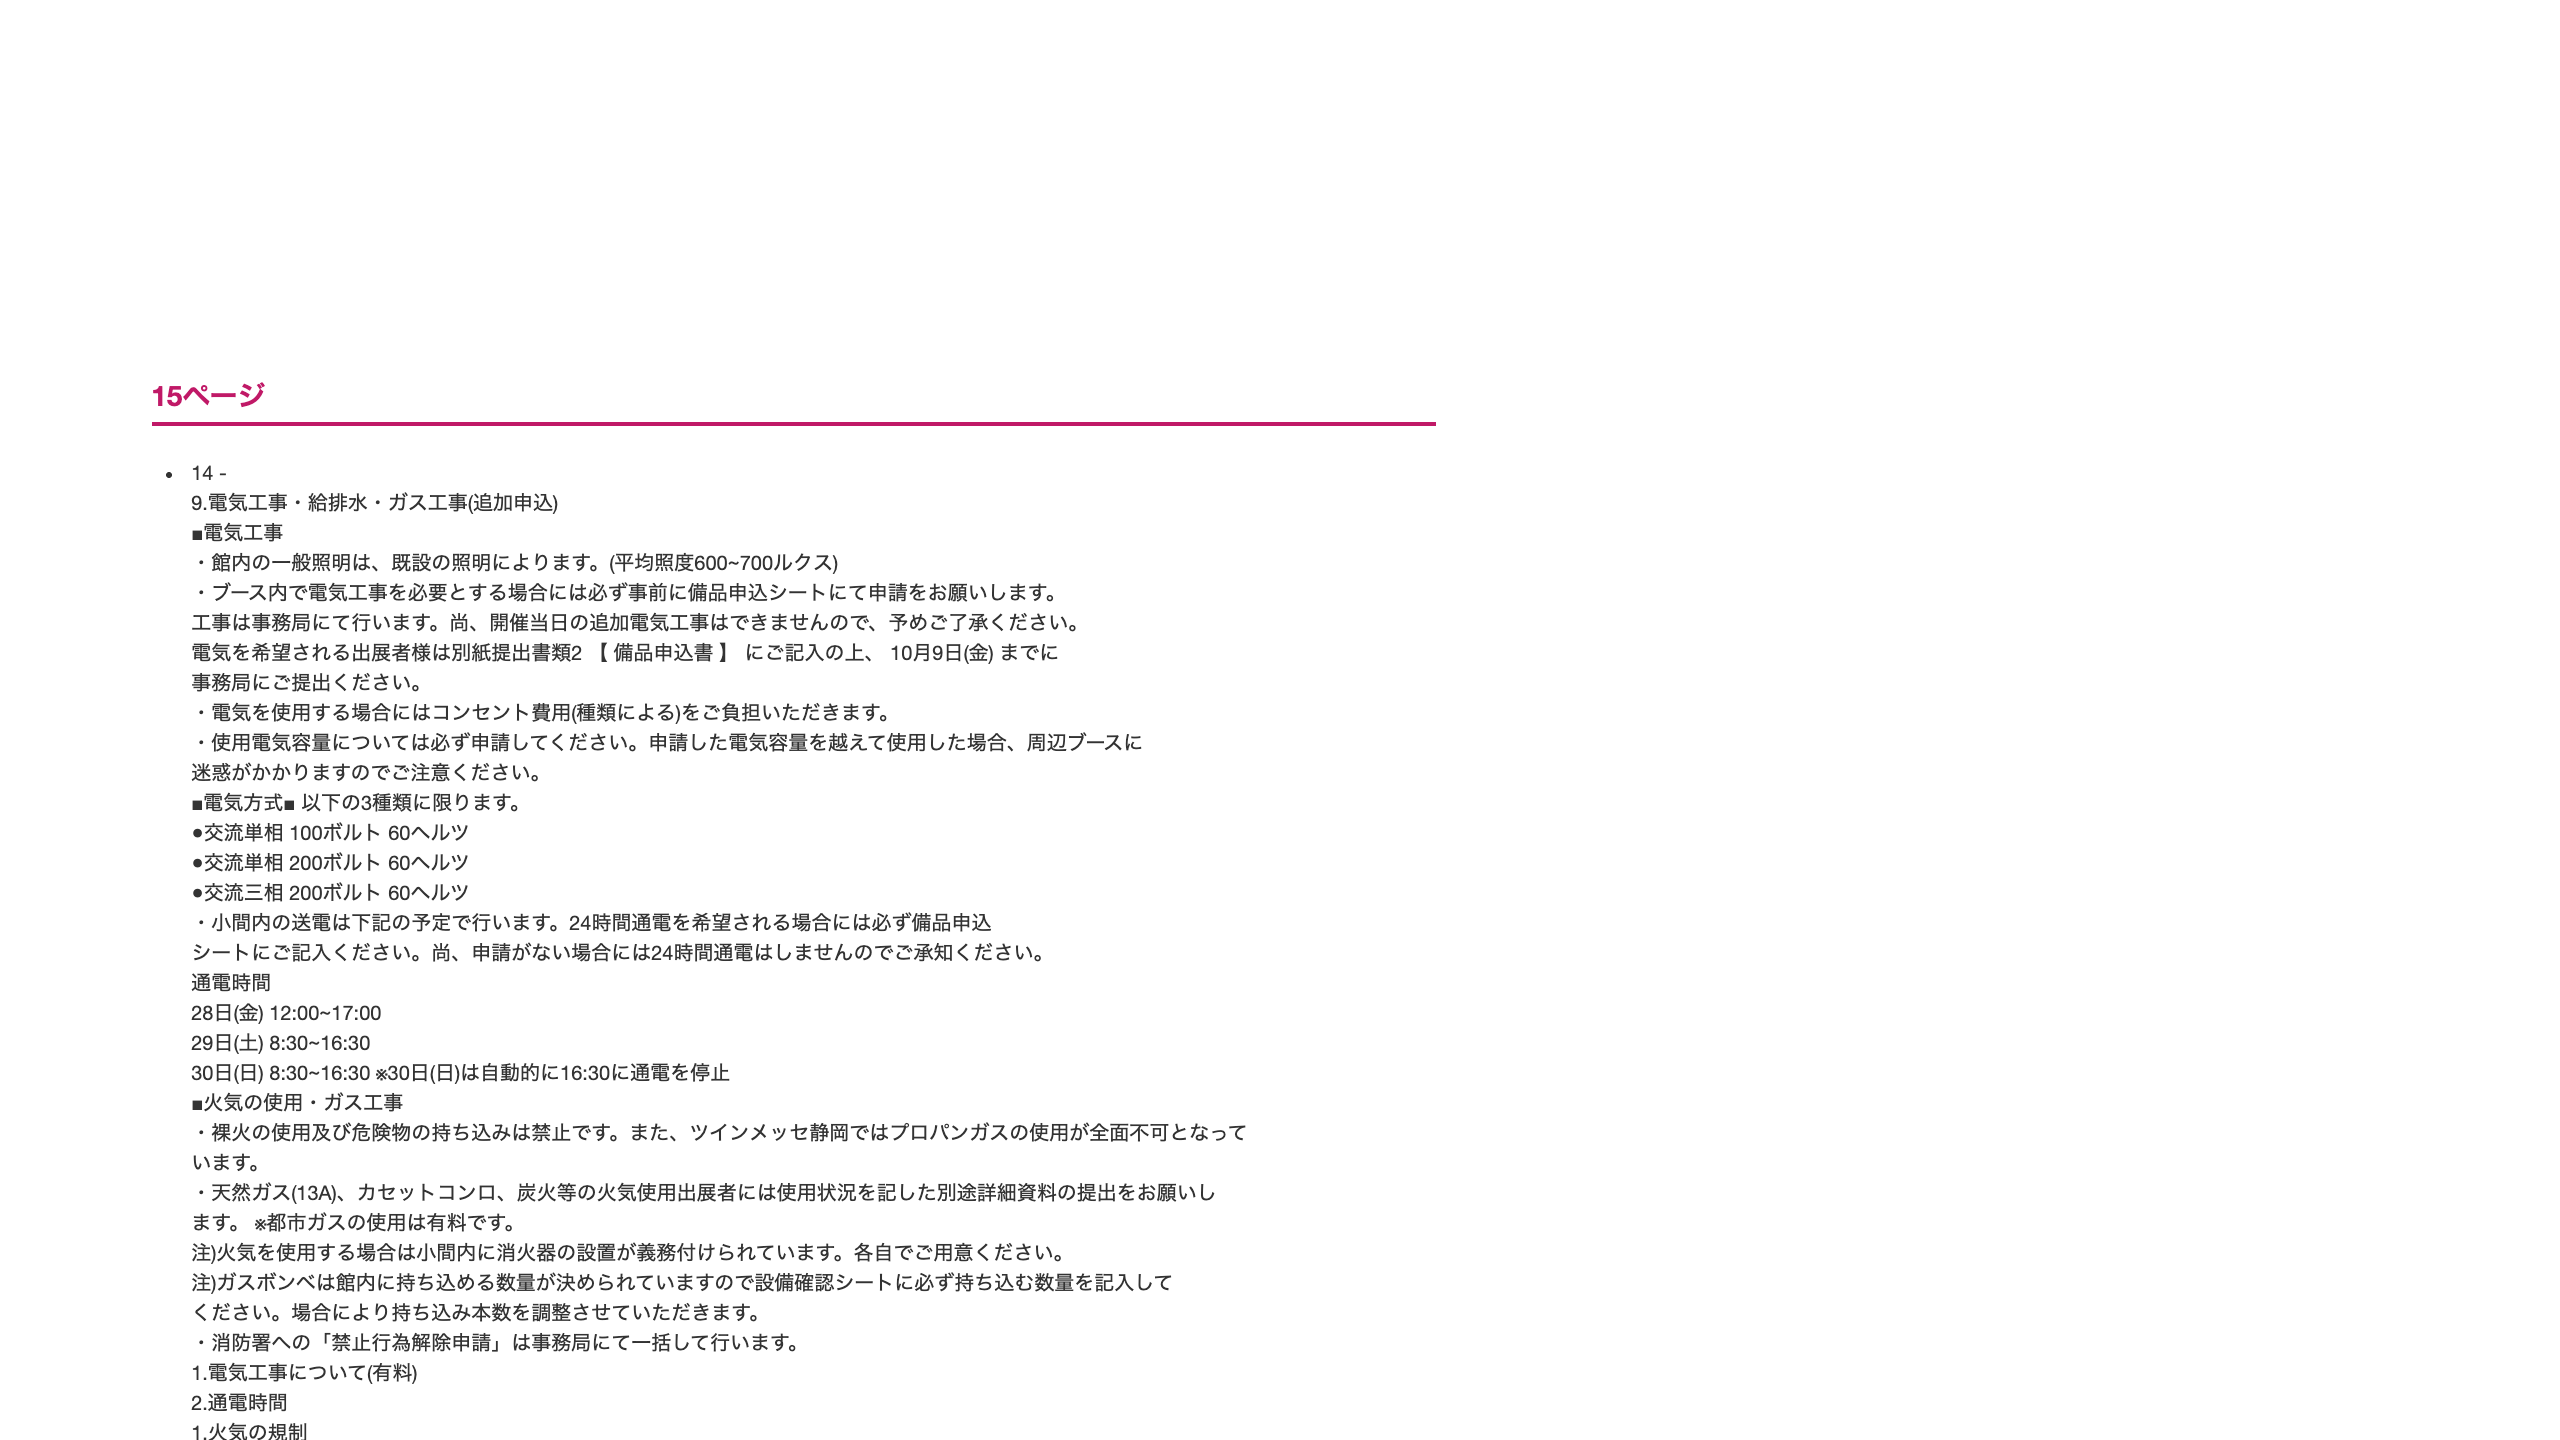 15ページ
• 14 -
9.電気工事・給排水・ガス工事(追加申込)
■電気工事
・館内の一般照明は、既設の照明によります。(平均照度600~700ルクス)
・ブース内で電気工事を必要とする場合には必ず事前に備品申込シートにて申請をお願いします。
工事は事務局にて行います。尚、開催当日の追加電気工事はできませんので、予めご了承ください。
電気を希望される出展者様は別紙提出書類2 【 備品申込書 】 にご記入の上、 10月9日(金) までに
事務局にご提出ください。
・電気を使用する場合にはコンセント費用(種類による)をご負担いただきます。
・使用電気容量については必ず申請してください。申請した電気容量を越えて使用した場合、周辺ブースに
迷惑がかかりますのでご注意ください。
■電気方式■ 以下の3種類に限ります。
●交流単相 100ボルト 60ヘルツ
●交流単相 200ボルト 60ヘルツ
●交流三相 200ボルト 60ヘルツ
・小間内の送電は下記の予定で行います。24時間通電を希望される場合には必ず備品申込
シートにご記入ください。尚、申請がない場合には24時間通電はしませんのでご承知ください。
通電時間
28日(金) 12:00~17:00
29日(土) 8:30~16:30
30日(日) 8:30~16:30 ※30日(日)は自動的に16:30に通電を停止
■火気の使用・ガス工事
・裸火の使用及び危険物の持ち込みは禁止です。また、ツインメッセ静岡ではプロパンガスの使用が全面不可となって
います。
・天然ガス(13A)、カセットコンロ、炭火等の火気使用出展者には使用状況を記した別途詳細資料の提出をお願いし
ます。 ※都市ガスの使用は有料です。
注)火気を使用する場合は小間内に消火器の設置が義務付けられています。各自でご用意ください。
注)ガスボンベは館内に持ち込める数量が決められていますので設備確認シートに必ず持ち込む数量を記入して
ください。場合により持ち込み本数を調整させていただきます。
・消防署への「禁止行為解除申請」は事務局にて一括して行います。
1.電気工事について(有料)
2.通電時間
1.火気の規制